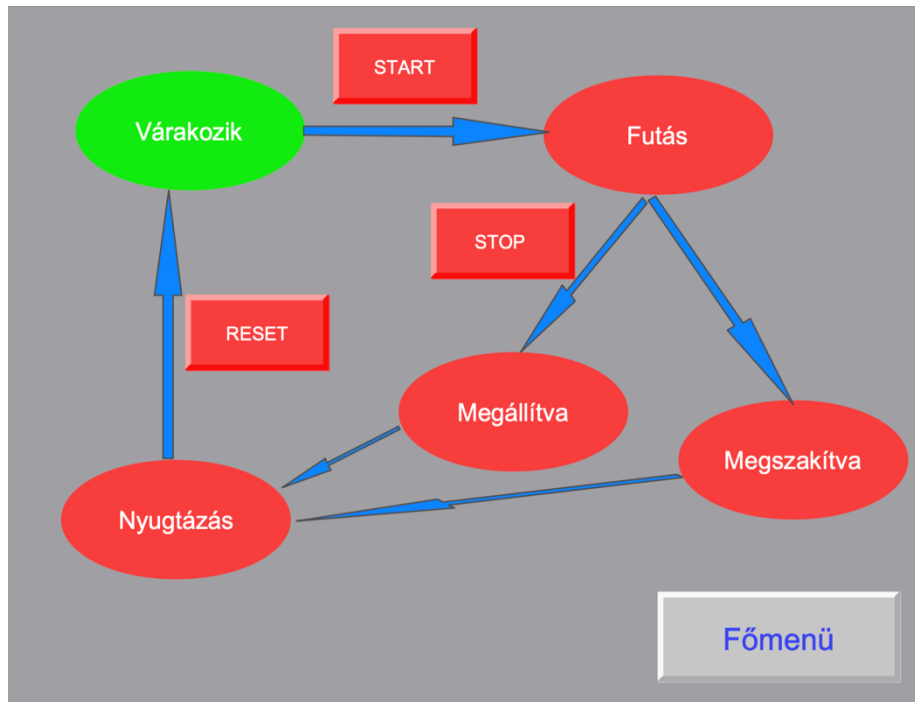 START
Várakozik
Futás
STOP
RESET
Megállítva
Megszakítva
Nyugtázás
Főmenü